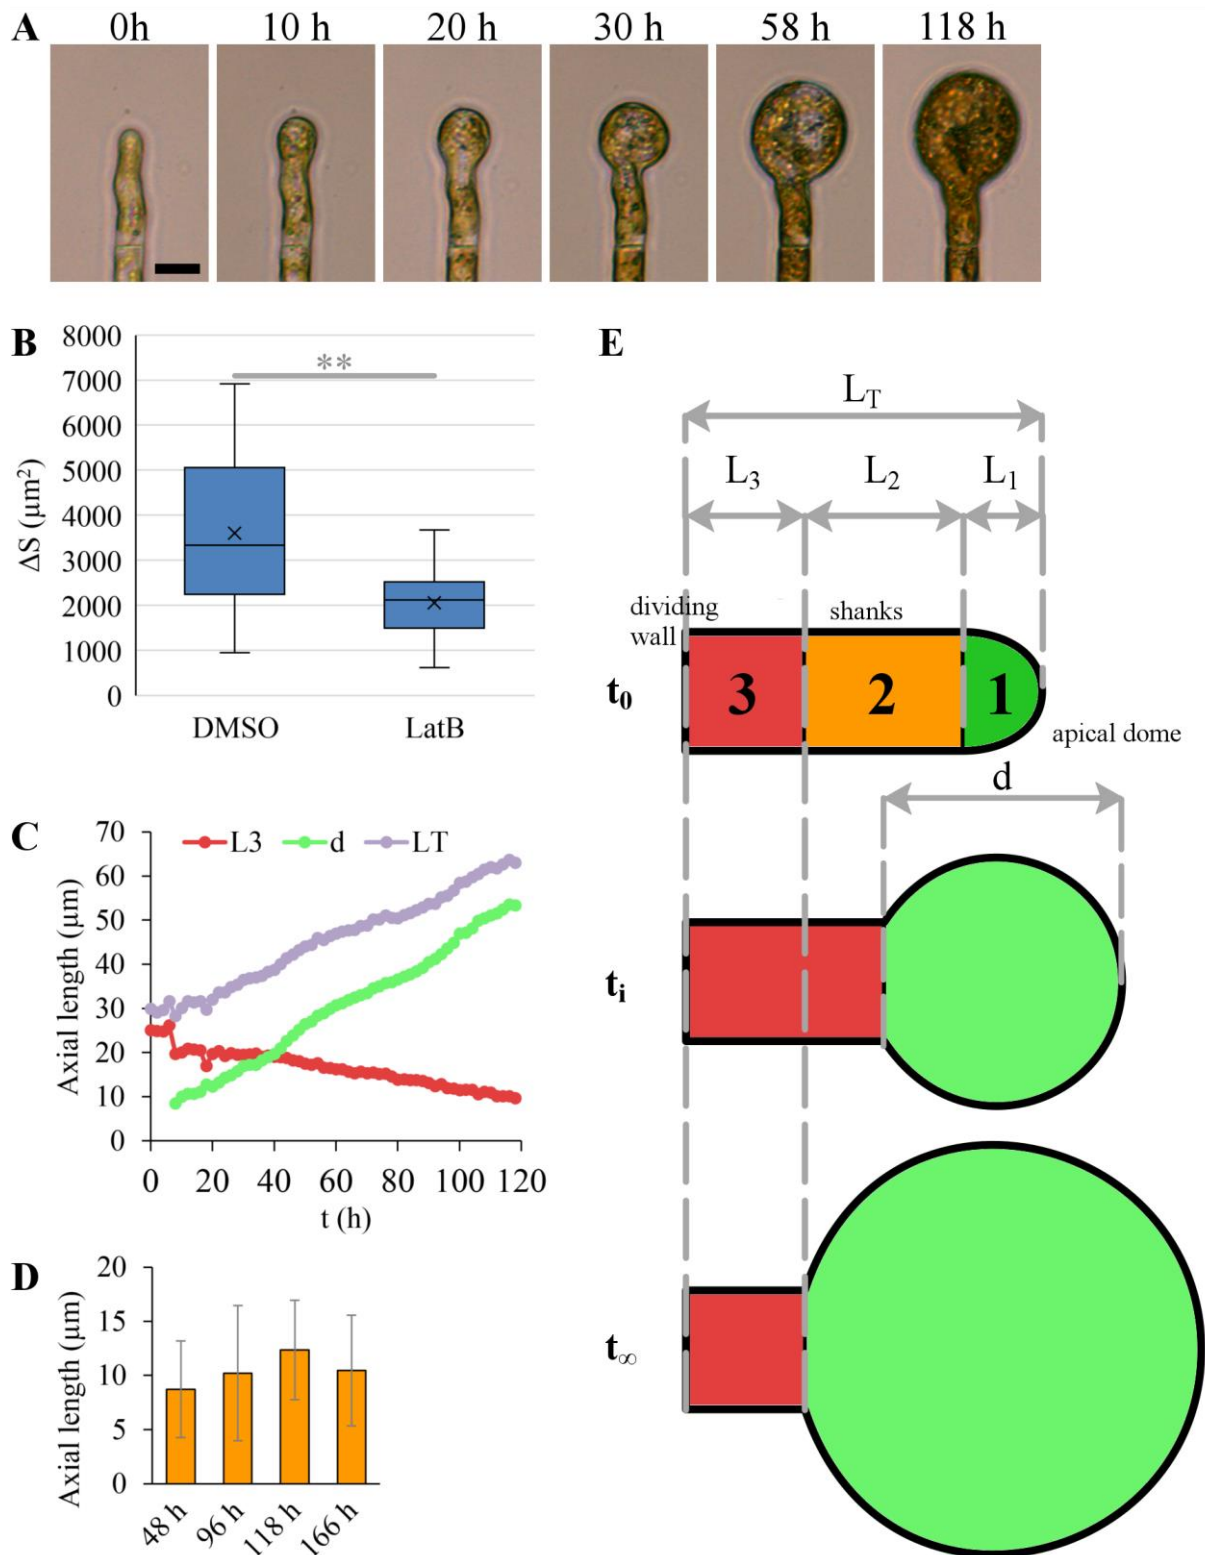 A
0h 10 h 20 h 30 h 58 h 118 h
B
8000
7000
6000
5000
4000
3000
2000
1000
0
ΔS (μm²)
**
DMSO LatB
C
L3 d LT
70
60
50
40
30
20
10
0
Axial length (μm)
0 20 40 60 80 100 120
t (h)
D
20
15
10
5
0
Axial length (μm)
48 h 96 h 118 h 166 h
E
L_T
L₃ L₂ L₁
dividing
wall
shanks
t₀
3 2 1
apical dome
d
tᵢ
t∞